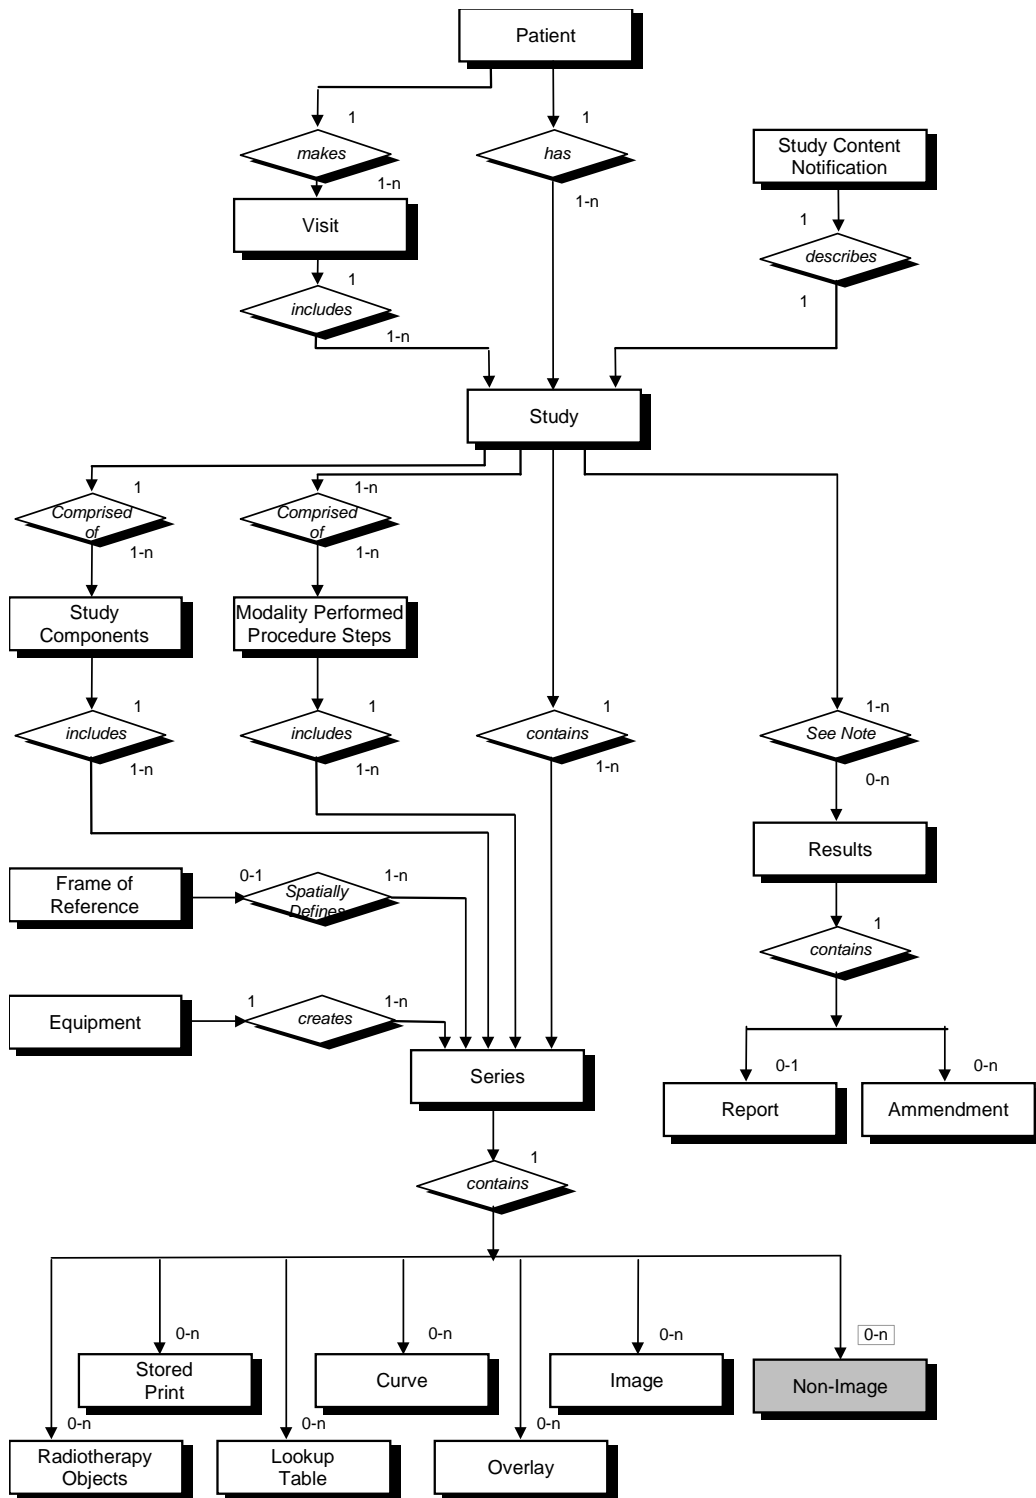 Patient
1
1
makes
has
Study Content
Notification
1-n
1-n
Visit
1
1
describes
includes
1
1-n
Study
1
1-n
Comprised
of
Comprised
of
1-n
1-n
Study
Components
Modality Performed
Procedure Steps
1
1
1
1-n
includes
includes
contains
See Note
1-n
1-n
1-n
0-n
Results
Frame of
Reference
0-1
Spatially
Defines
1-n
1
contains
Equipment
1
creates
1-n
0-1
0-n
Series
Report
Ammendment
1
contains
0-n
0-n
0-n
0-n
Stored
Print
Curve
Image
Non-Image
0-n
0-n
0-n
Radiotherapy
Objects
Lookup
Table
Overlay